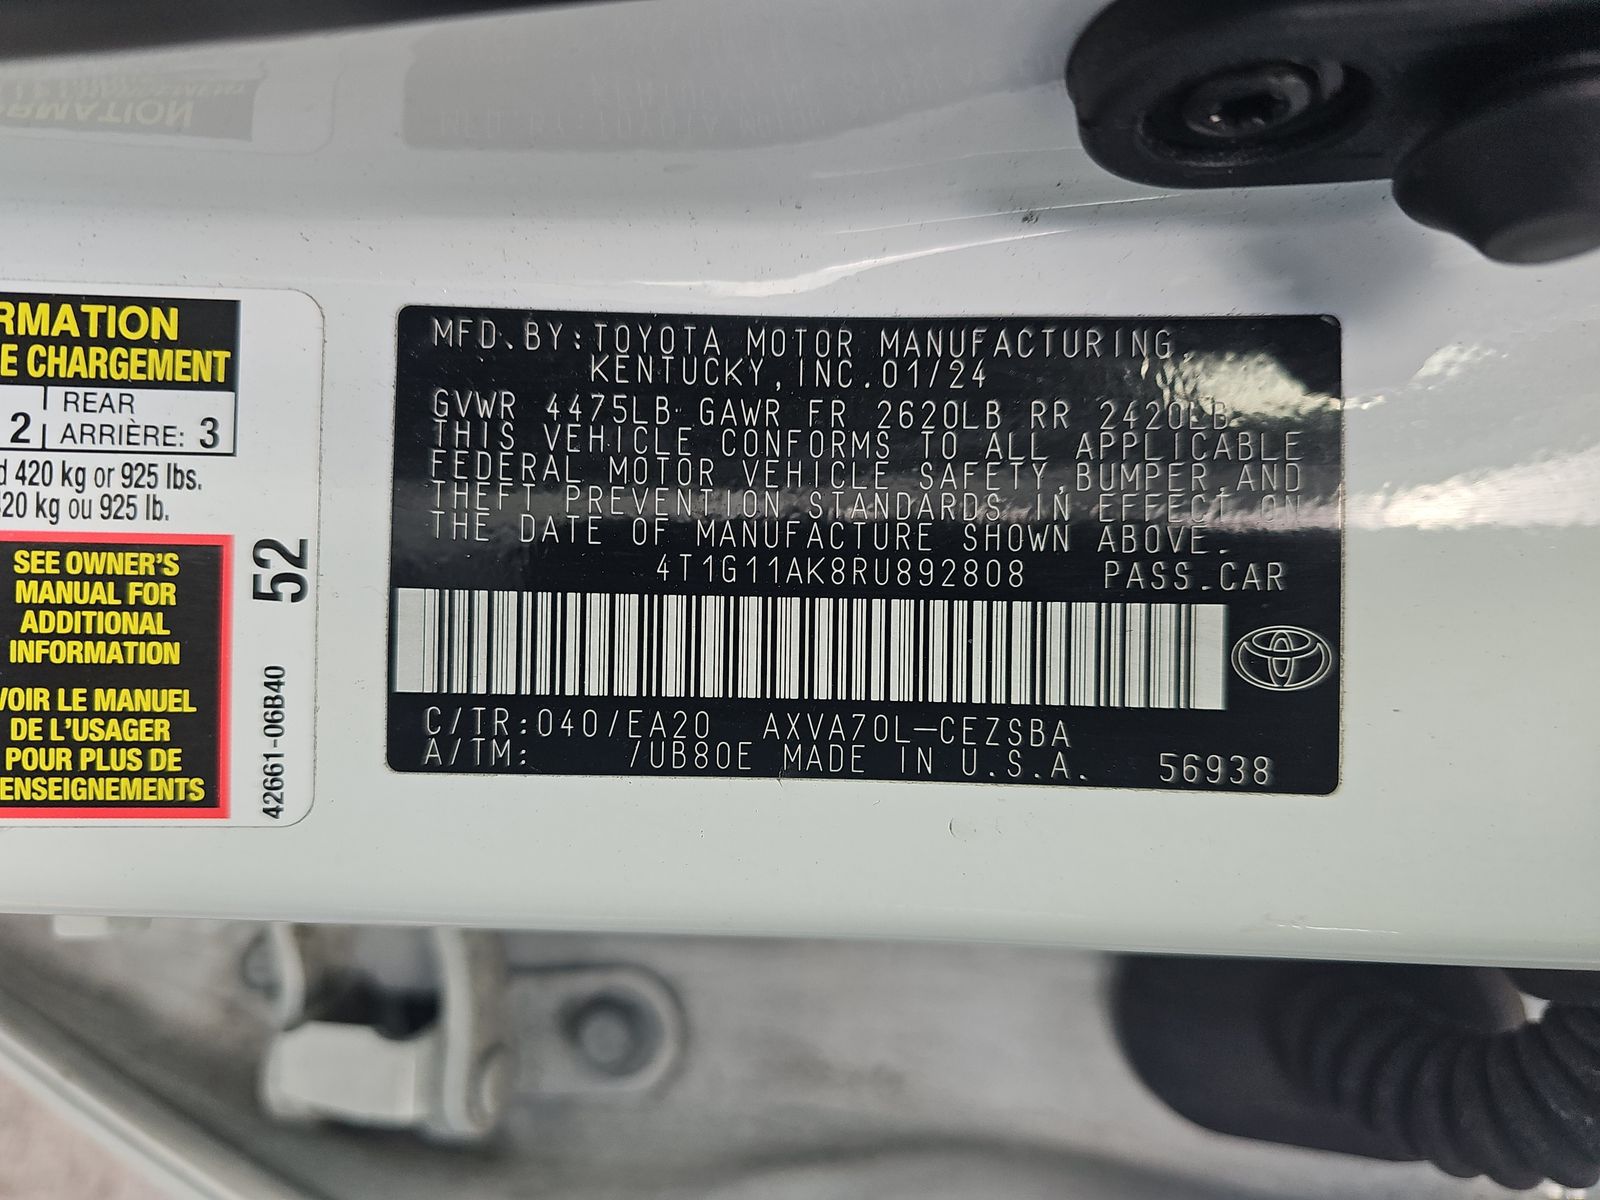 RMATION
E CHARGEMENT
2 REAR
ARRIÈRE: 3
d 420 kg or 925 lbs.
420 kg ou 925 lb.
SEE OWNER'S
MANUAL FOR
ADDITIONAL
INFORMATION
VOIR LE MANUEL
DE L'USAGER
POUR PLUS DE
ENSEIGNEMENTS
52
42661-06B40
MFD.BY:TOYOTA MOTOR MANUFACTURING,
KENTUCKY,INC.01/24
GVWR 4475LB GAWR FR 2620LB RR 2420LB
THIS VEHICLE CONFORMS TO ALL APPLICABLE
FEDERAL MOTOR VEHICLE SAFETY,BUMPER,AND
THEFT PREVENTION STANDARDS IN EFFECT ON
THE DATE OF MANUFACTURE SHOWN ABOVE.
4T1G11AK8RU892808 PASS.CAR
C/TR:040/EA20 AXVA70L-CEZSBA
A/TM: /UB80E MADE IN U.S.A. 56938